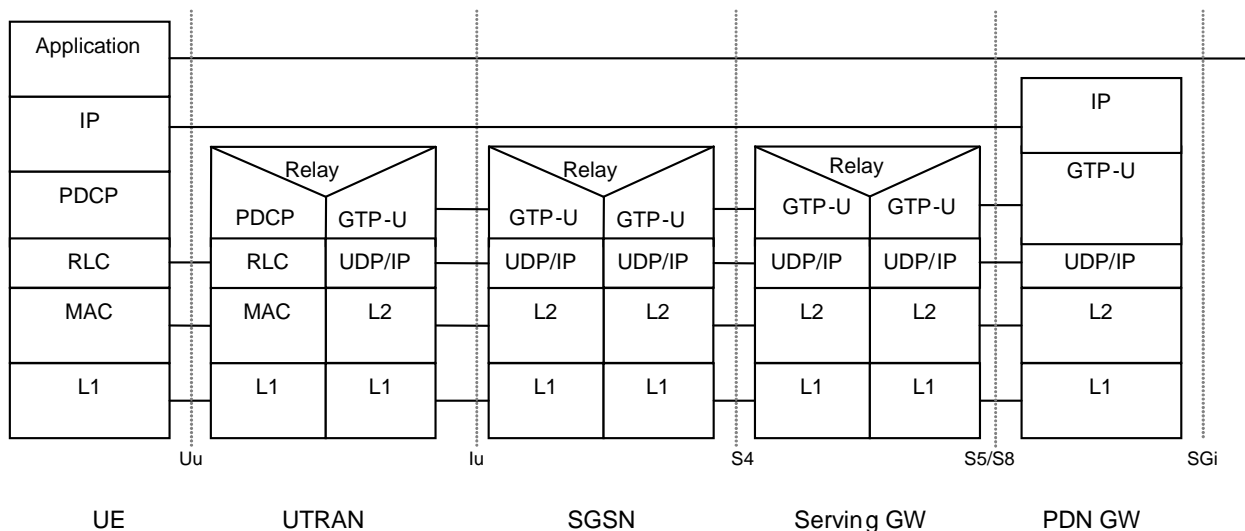 Application
IP
IP
Relay
Relay
Relay
GTP-U
PDCP
PDCP
GTP-U
GTP-U
GTP-U
GTP-U
GTP-U
RLC
RLC
UDP/IP
UDP/IP
UDP/IP
UDP/IP
UDP/IP
UDP/IP
MAC
MAC
L2
L2
L2
L2
L2
L2
L1
L1
L1
L1
L1
L1
L1
L1
Uu
Iu
S4
S5/S8
SGi
UE
UTRAN
SGSN
Serving GW
PDN GW